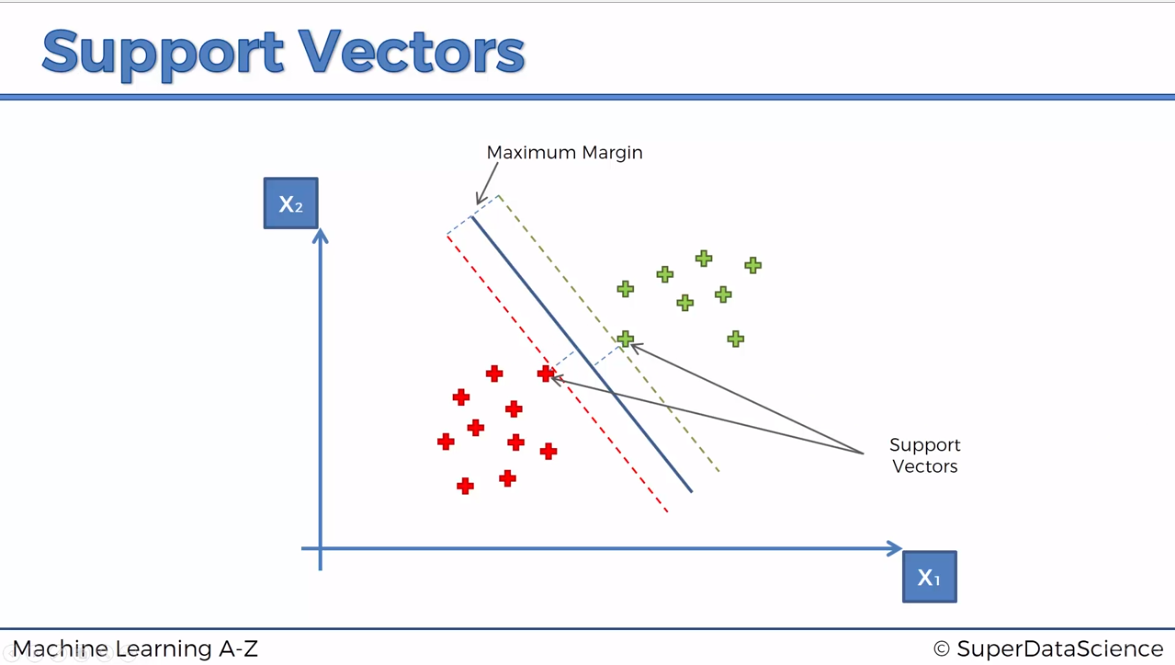 Support Vectors
Maximum Margin
X₂
Support
Vectors
X₁
Machine Learning A-Z
© SuperDataScience